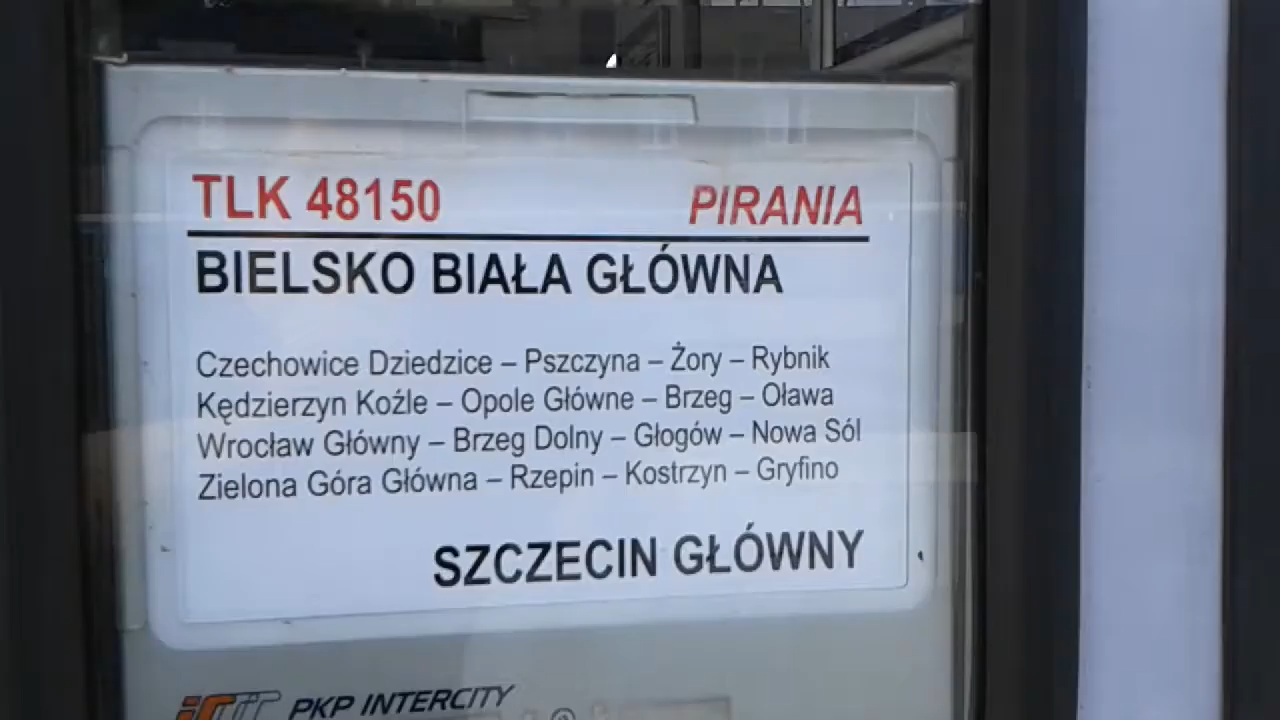 TLK 48150 PIRANIA
BIELSKO BIAŁA GŁÓWNA
Czechowice Dziedzice – Pszczyna – Żory – Rybnik
Kędzierzyn Koźle – Opole Główne – Brzeg – Oława
Wrocław Główny – Brzeg Dolny – Głogów – Nowa Sól
Zielona Góra Główna – Rzepin – Kostrzyn – Gryfino
SZCZECIN GŁÓWNY
PKP INTERCITY